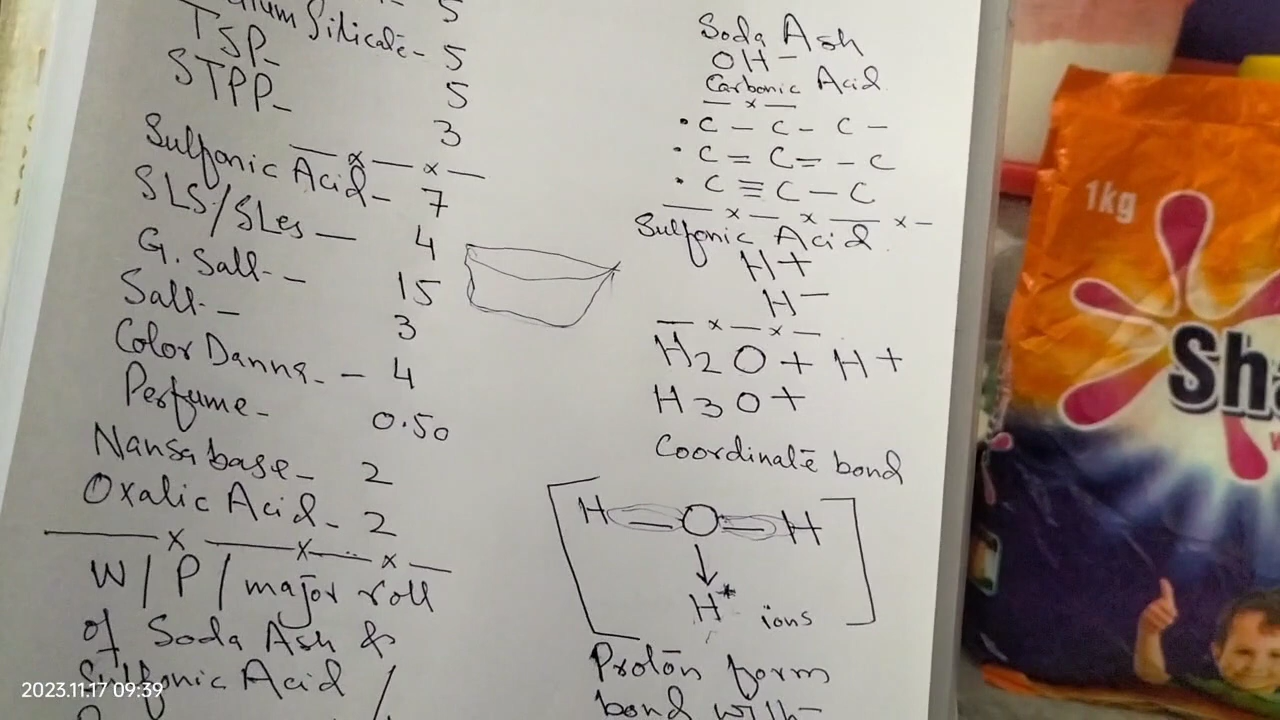 Silicate - 5
TSP - 5
STPP - 3
Sulfonic Acid - 7
SLS/SLes - 4
G. Salt - 15
Salt - 3
Color Danna - 4
Perfume - 0.50
Nansa base - 2
Oxalic Acid - 2
W/P/major roll
of Soda Ash &
Sulfonic Acid
Soda Ash
OH-
Carbonic Acid
C - C - C -
C = C = - C
C ≡ C - C
Sulfonic Acid
H+
H-
H2O + H+
H3O+
Coordinate bond
H - O = H
H+ ions
Proton form
bond with
1kg
Sh
2023.11.17 09:39